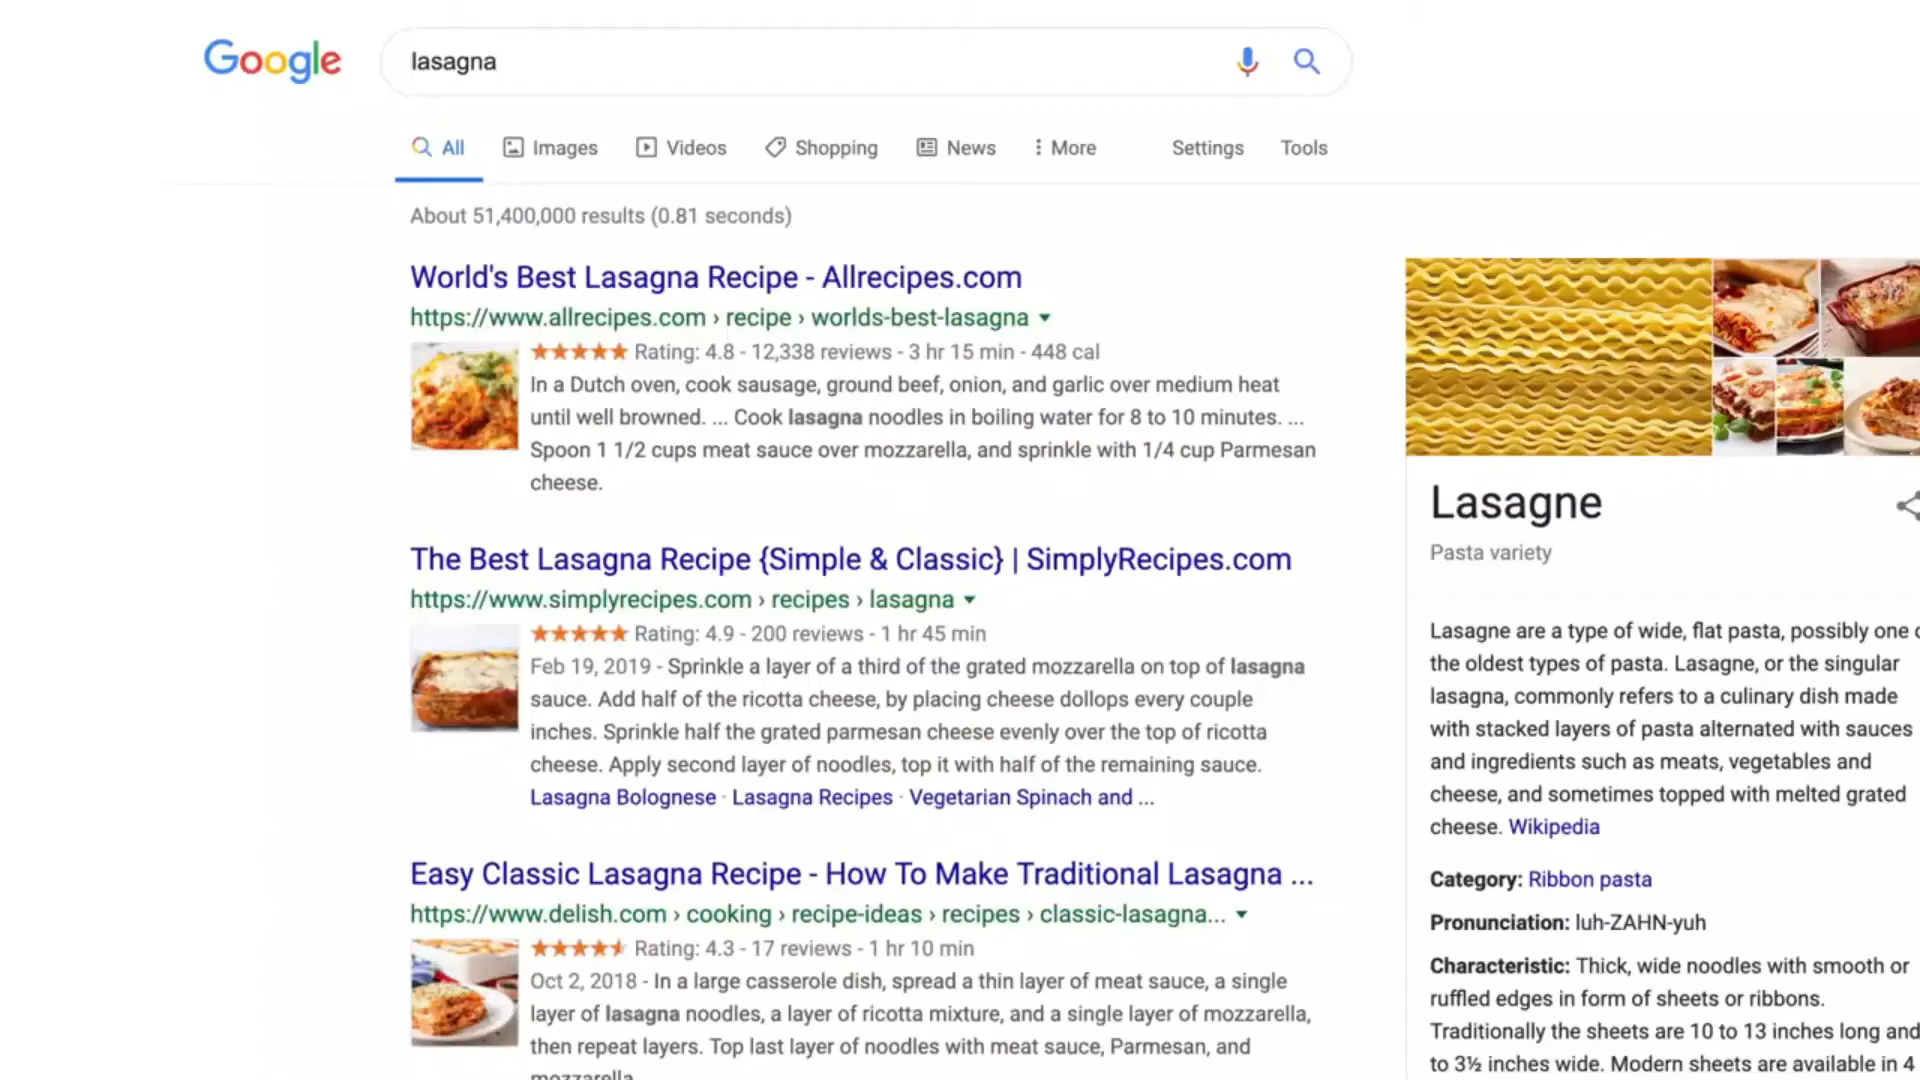 Google
lasagna
All Images Videos Shopping News More Settings Tools
About 51,400,000 results (0.81 seconds)
World's Best Lasagna Recipe - Allrecipes.com
https://www.allrecipes.com › recipe › worlds-best-lasagna
Rating: 4.8 - 12,338 reviews - 3 hr 15 min - 448 cal
In a Dutch oven, cook sausage, ground beef, onion, and garlic over medium heat
until well browned. ... Cook lasagna noodles in boiling water for 8 to 10 minutes. ...
Spoon 1 1/2 cups meat sauce over mozzarella, and sprinkle with 1/4 cup Parmesan
cheese.
The Best Lasagna Recipe {Simple & Classic} | SimplyRecipes.com
https://www.simplyrecipes.com › recipes › lasagna
Rating: 4.9 - 200 reviews - 1 hr 45 min
Feb 19, 2019 - Sprinkle a layer of a third of the grated mozzarella on top of lasagna
sauce. Add half of the ricotta cheese, by placing cheese dollops every couple
inches. Sprinkle half the grated parmesan cheese evenly over the top of ricotta
cheese. Apply second layer of noodles, top it with half of the remaining sauce.
Lasagna Bolognese · Lasagna Recipes · Vegetarian Spinach and ...
Easy Classic Lasagna Recipe - How To Make Traditional Lasagna ...
https://www.delish.com › cooking › recipe-ideas › recipes › classic-lasagna...
Rating: 4.3 - 17 reviews - 1 hr 10 min
Oct 2, 2018 - In a large casserole dish, spread a thin layer of meat sauce, a single
layer of lasagna noodles, a layer of ricotta mixture, and a single layer of mozzarella,
then repeat layers. Top last layer of noodles with meat sauce, Parmesan, and
mozzarella.
Lasagne
Pasta variety
Lasagne are a type of wide, flat pasta, possibly one
the oldest types of pasta. Lasagne, or the singular
lasagna, commonly refers to a culinary dish made
with stacked layers of pasta alternated with sauces
and ingredients such as meats, vegetables and
cheese, and sometimes topped with melted grated
cheese. Wikipedia
Category: Ribbon pasta
Pronunciation: luh-ZAHN-yuh
Characteristic: Thick, wide noodles with smooth or
ruffled edges in form of sheets or ribbons.
Traditionally the sheets are 10 to 13 inches long and
to 3½ inches wide. Modern sheets are available in 4